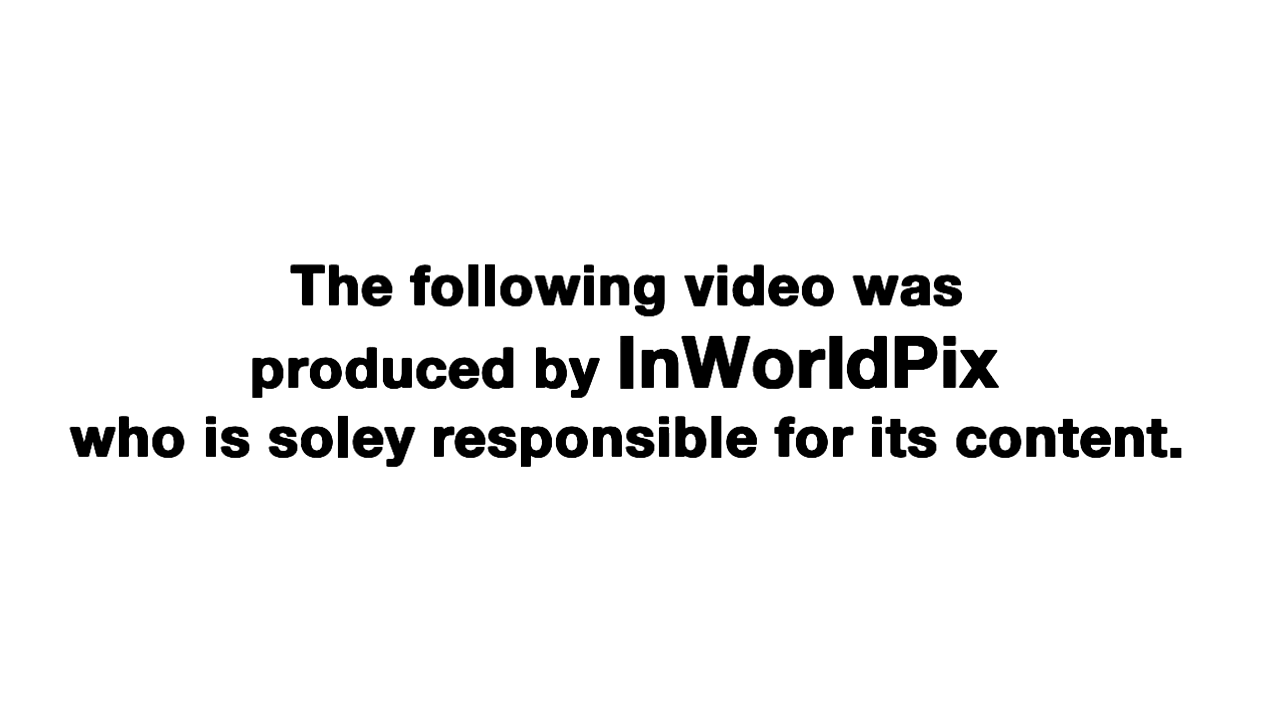 The following video was
produced by InWorldPix
who is soley responsible for its content.